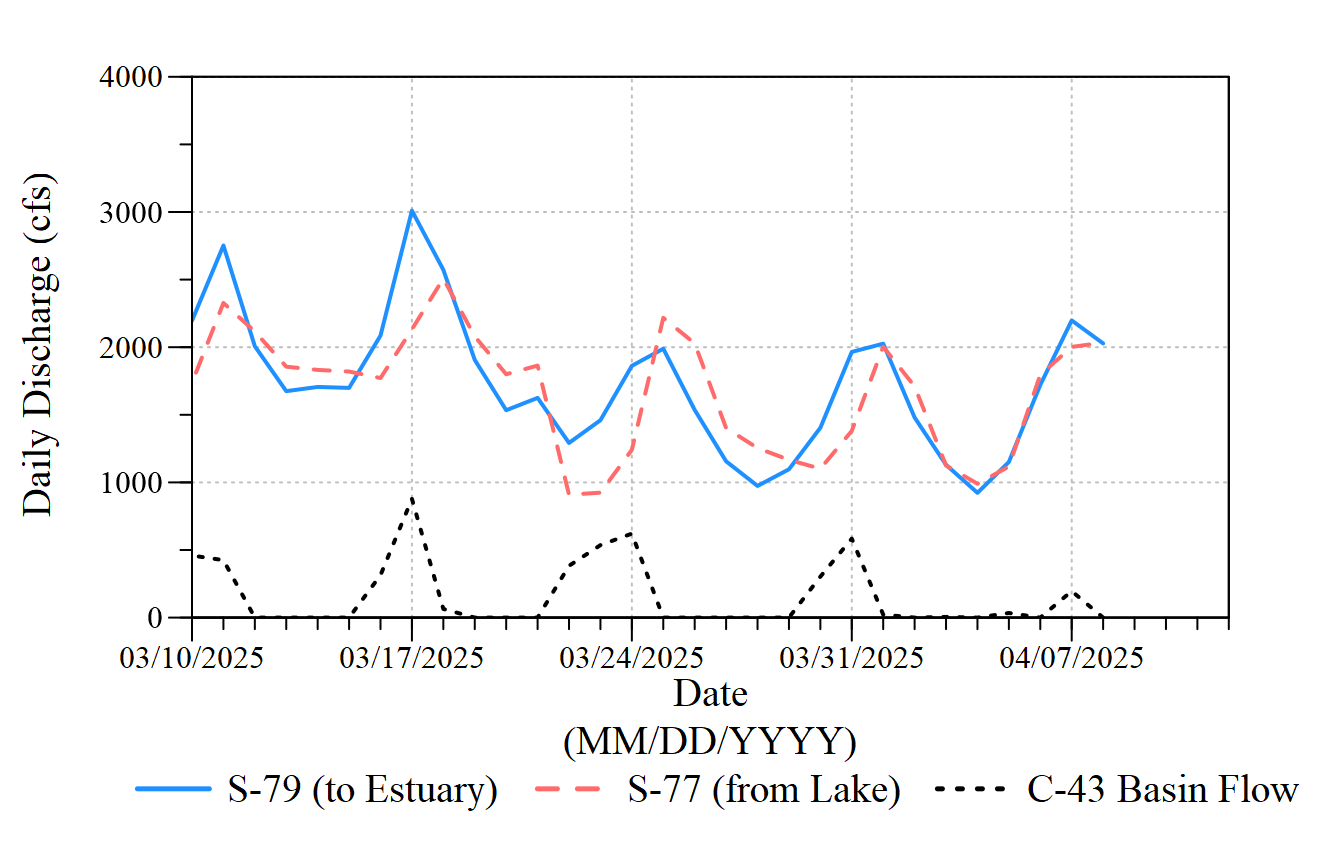 4000
3000
2000
1000
0
Daily Discharge (cfs)
03/10/2025 03/17/2025 03/24/2025 03/31/2025 04/07/2025
Date
(MM/DD/YYYY)
S-79 (to Estuary) S-77 (from Lake) C-43 Basin Flow